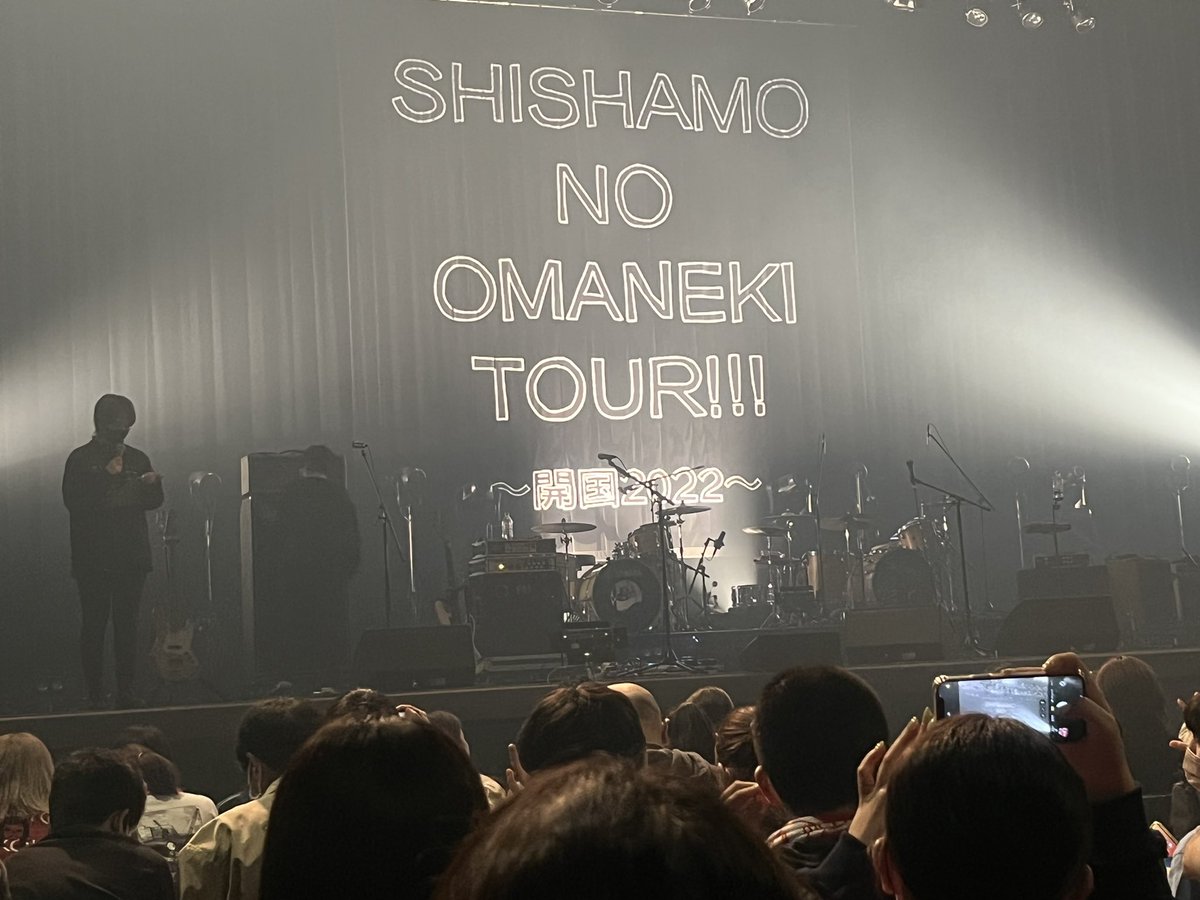 SHISHAMO
NO
OMANEKI
TOUR!!!
〜開国2022〜